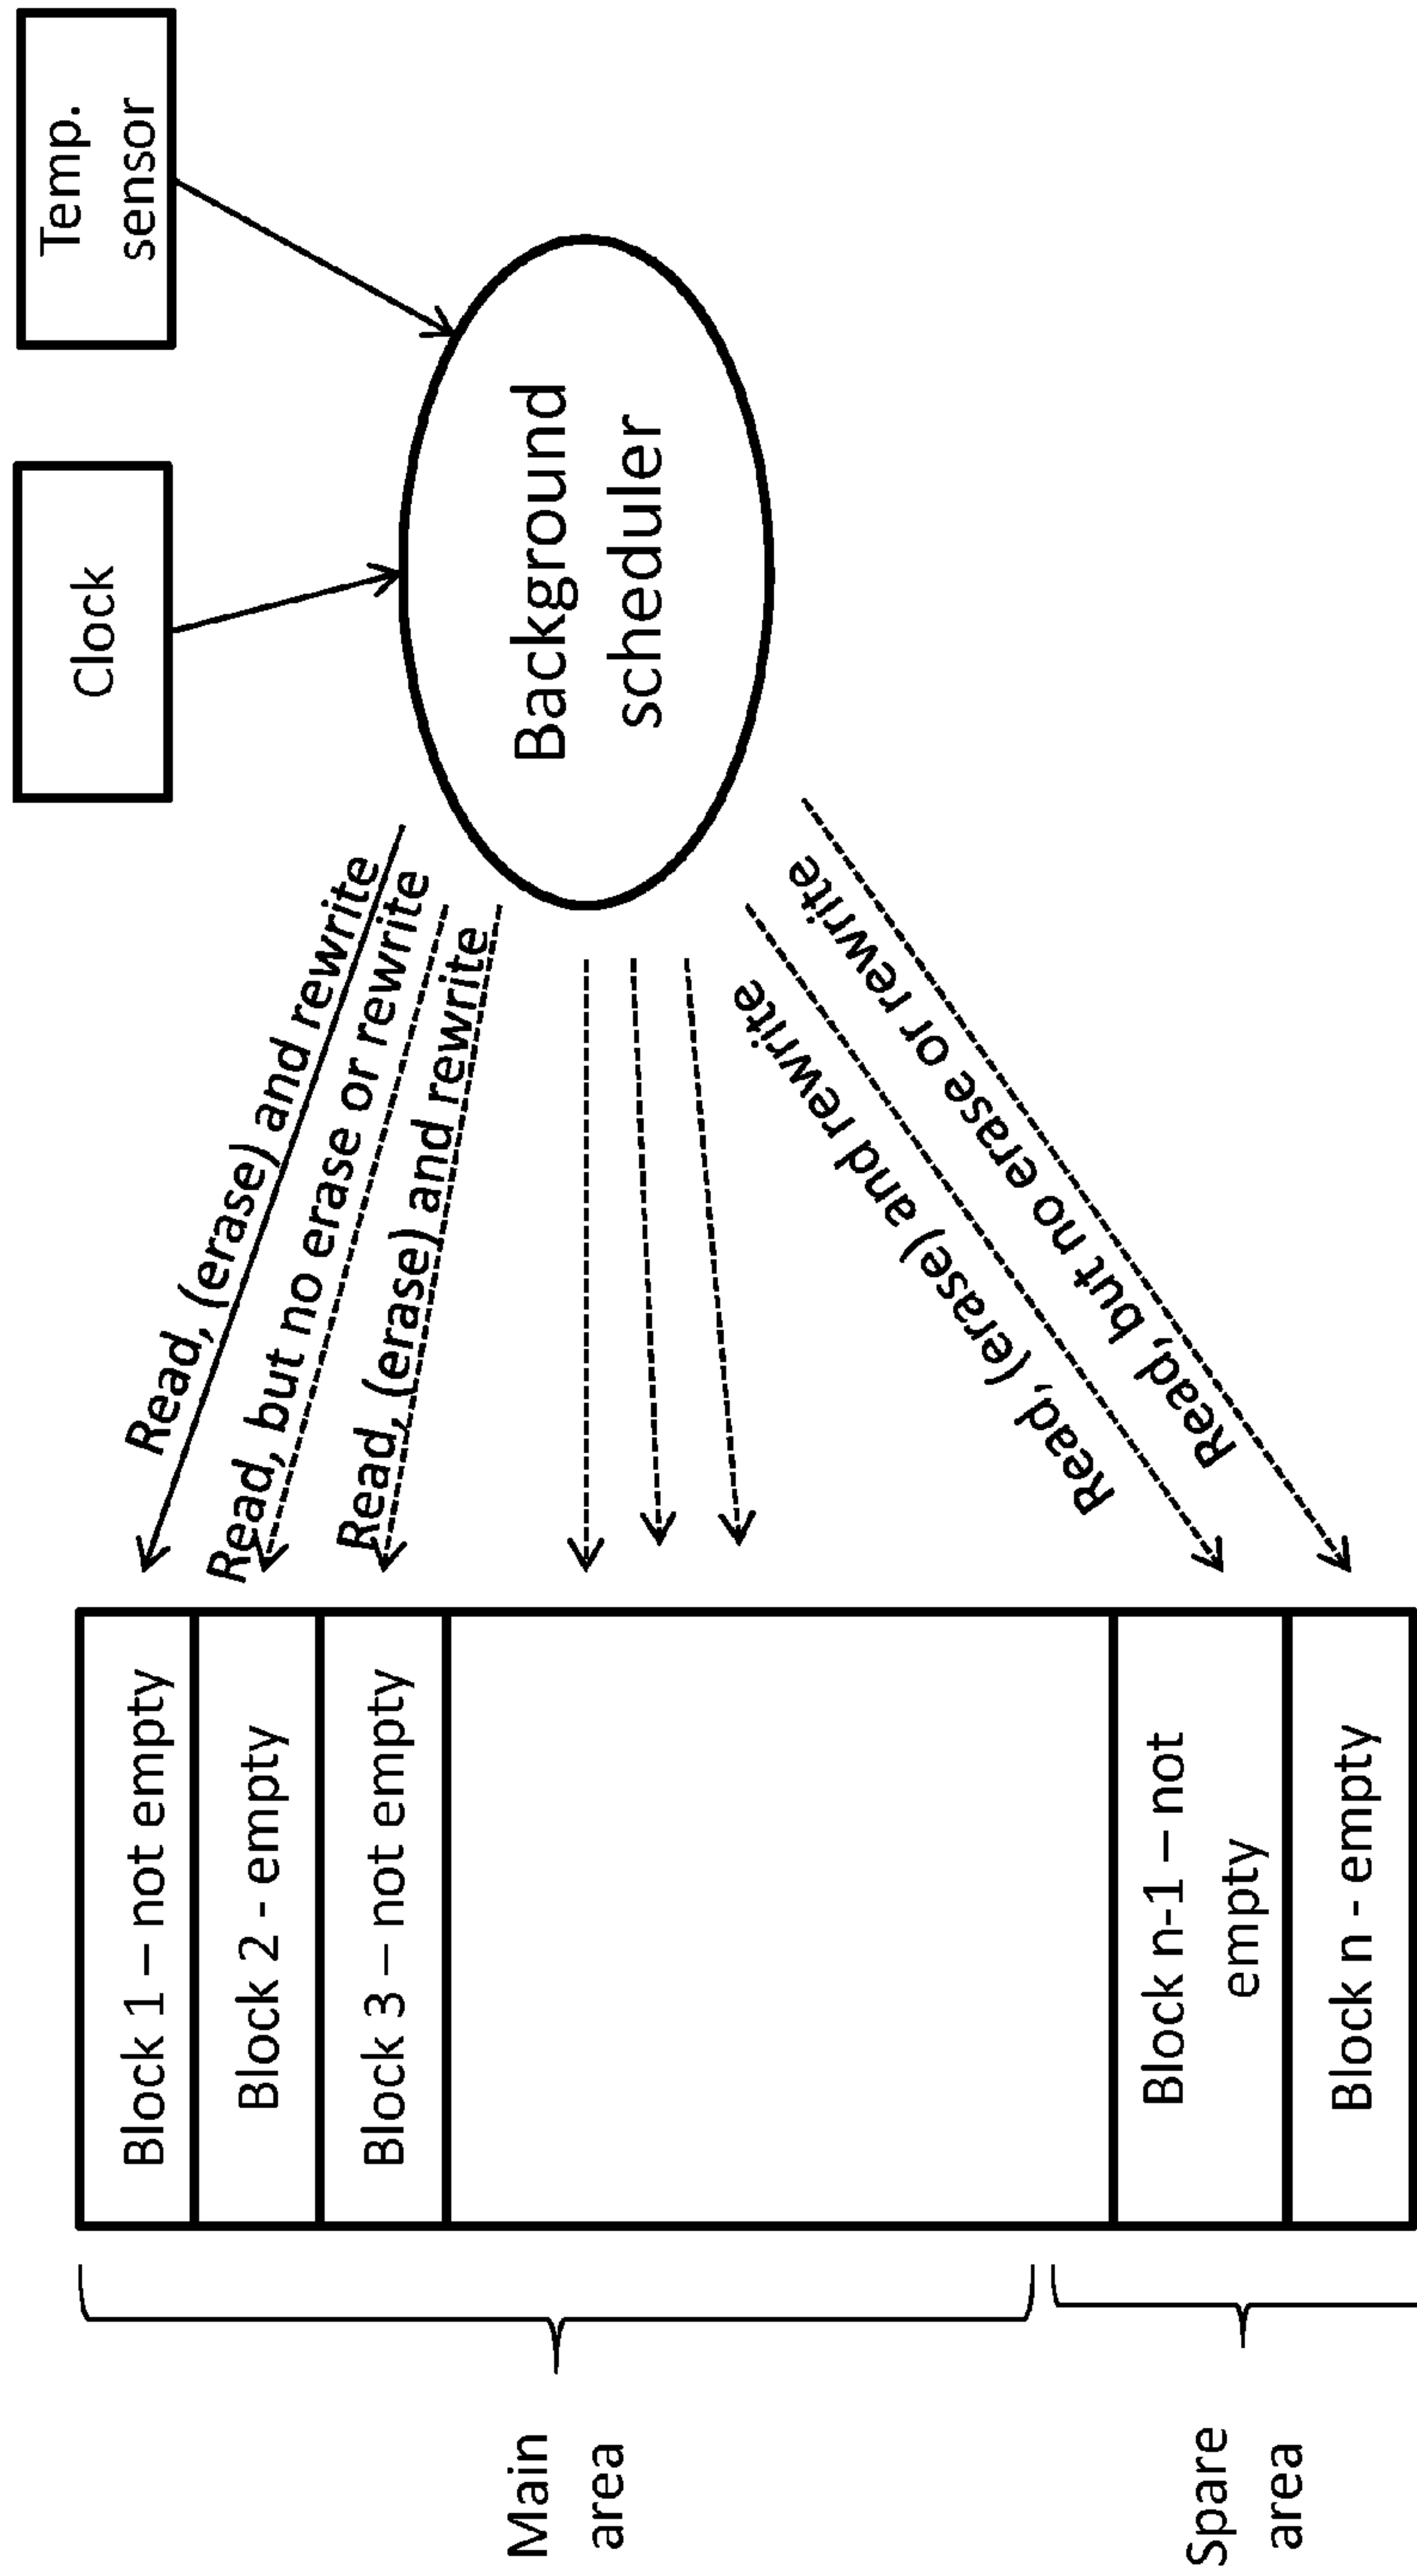 Main
area
Spare
area
Block 1 – not empty
Block 2 - empty
Block 3 – not empty
Block n-1 – not
empty
Block n - empty
Read, (erase) and rewrite
Read, but no erase or rewrite
Read, (erase) and rewrite
Read, (erase) and rewrite
Read, but no erase or rewrite
Background
scheduler
Clock
Temp.
sensor